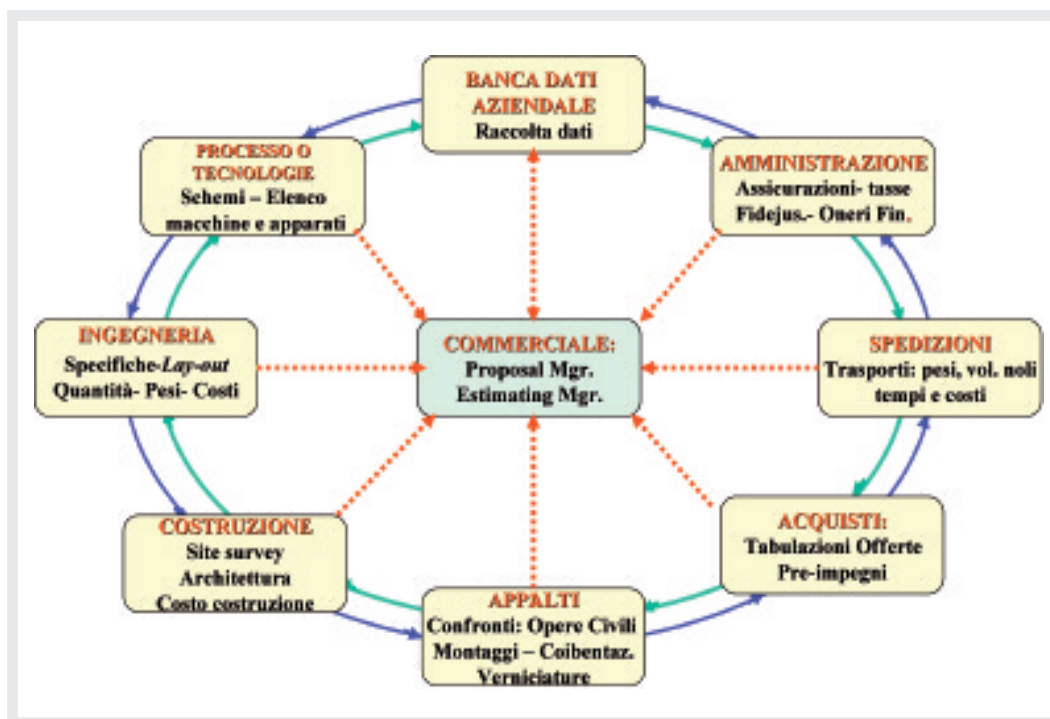 BANCA DATI
AZIENDALE
Raccolta dati
PROCESSO O
TECNOLOGIE
Schemi – Elenco
macchine e apparati
AMMINISTRAZIONE
Assicurazioni- tasse
Fidejus.- Oneri Fin.
INGEGNERIA
Specifiche-Lay-out
Quantità- Pesi- Costi
COMMERCIALE:
Proposal Mgr.
Estimating Mgr.
SPEDIZIONI
Trasporti: pesi, vol. noli
tempi e costi
COSTRUZIONE
Site survey
Architettura
Costo costruzione
ACQUISTI:
Tabulazioni Offerte
Pre-impegni
APPALTI
Confronti: Opere Civili
Montaggi – Coibentaz.
Verniciature